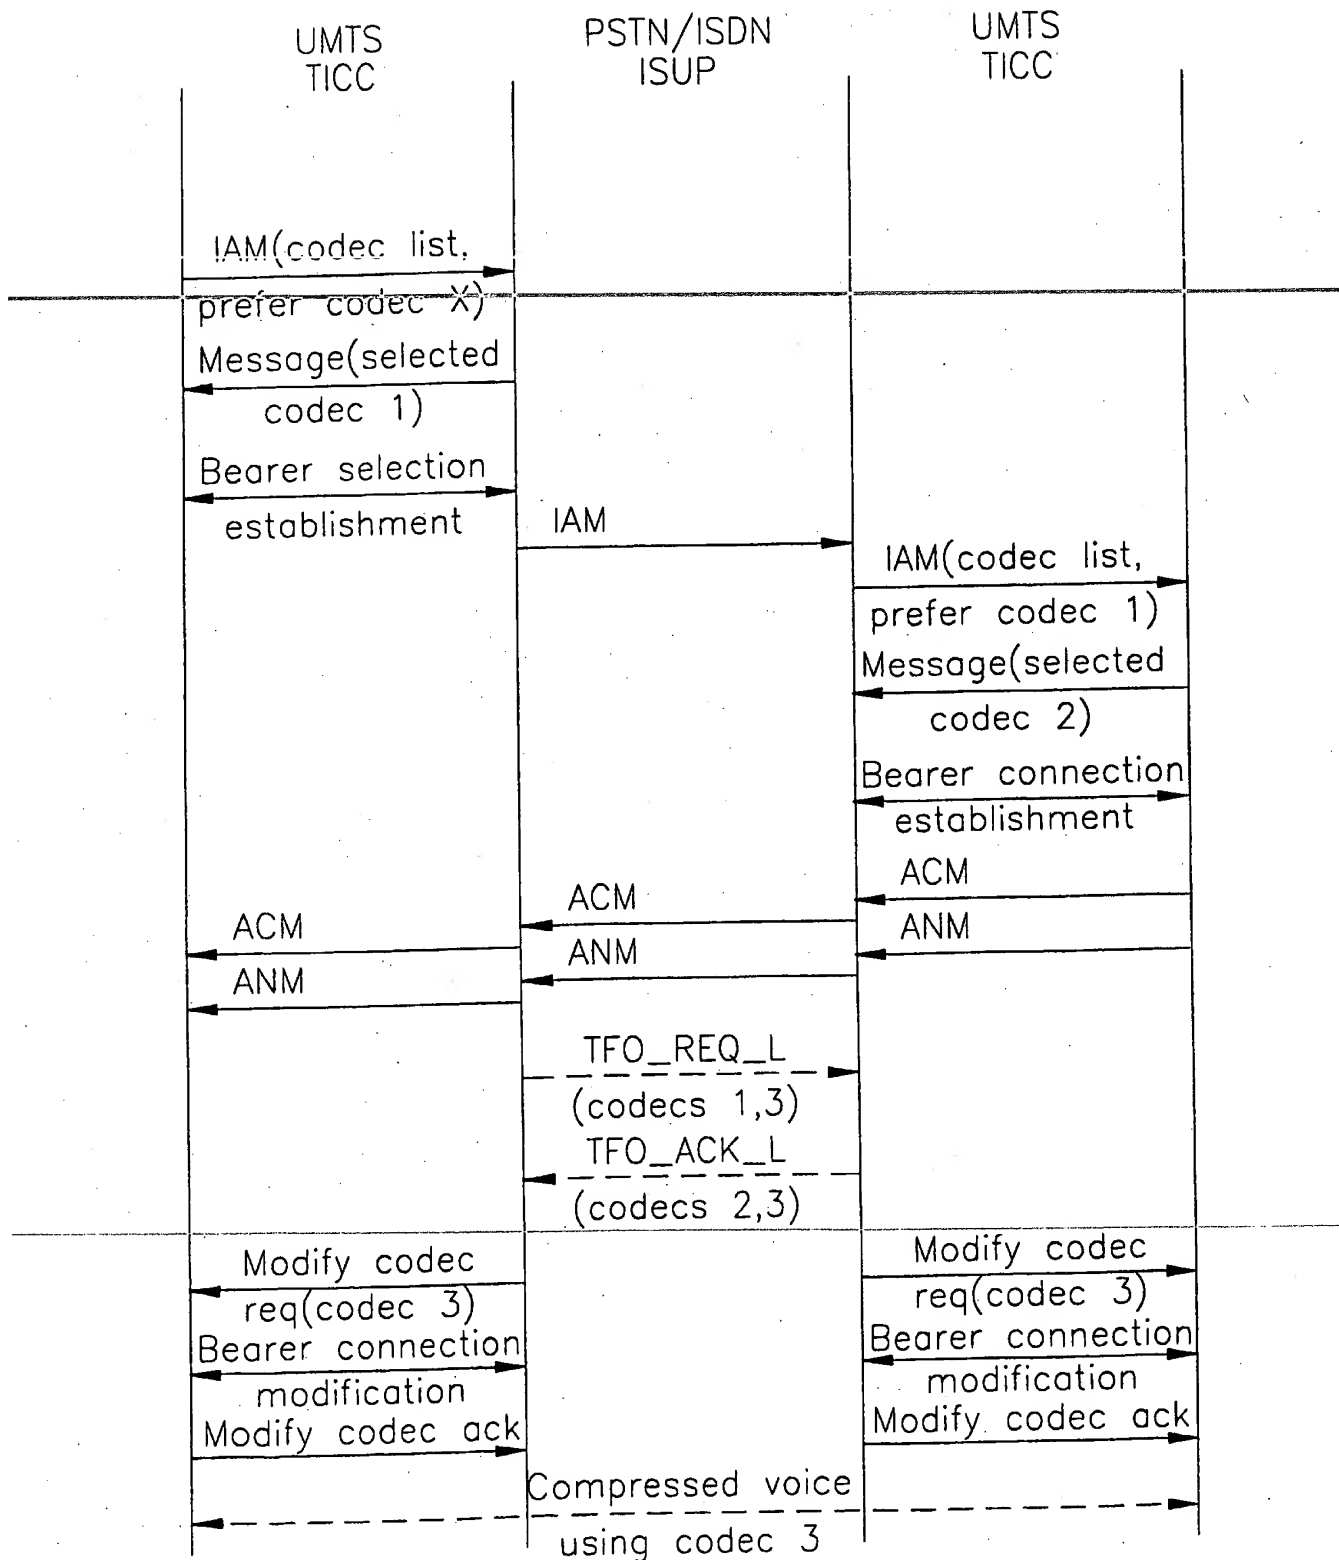 UMTS
TICC
PSTN/ISDN
ISUP
UMTS
TICC
IAM(codec list,
prefer codec X)
Message(selected
codec 1)
Bearer selection
establishment
IAM
IAM(codec list,
prefer codec 1)
Message(selected
codec 2)
Bearer connection
establishment
ACM
ACM
ACM
ANM
ANM
ANM
TFO_REQ_L
(codecs 1,3)
TFO_ACK_L
(codecs 2,3)
Modify codec
req(codec 3)
Bearer connection
modification
Modify codec ack
Modify codec
req(codec 3)
Bearer connection
modification
Modify codec ack
Compressed voice
using codec 3